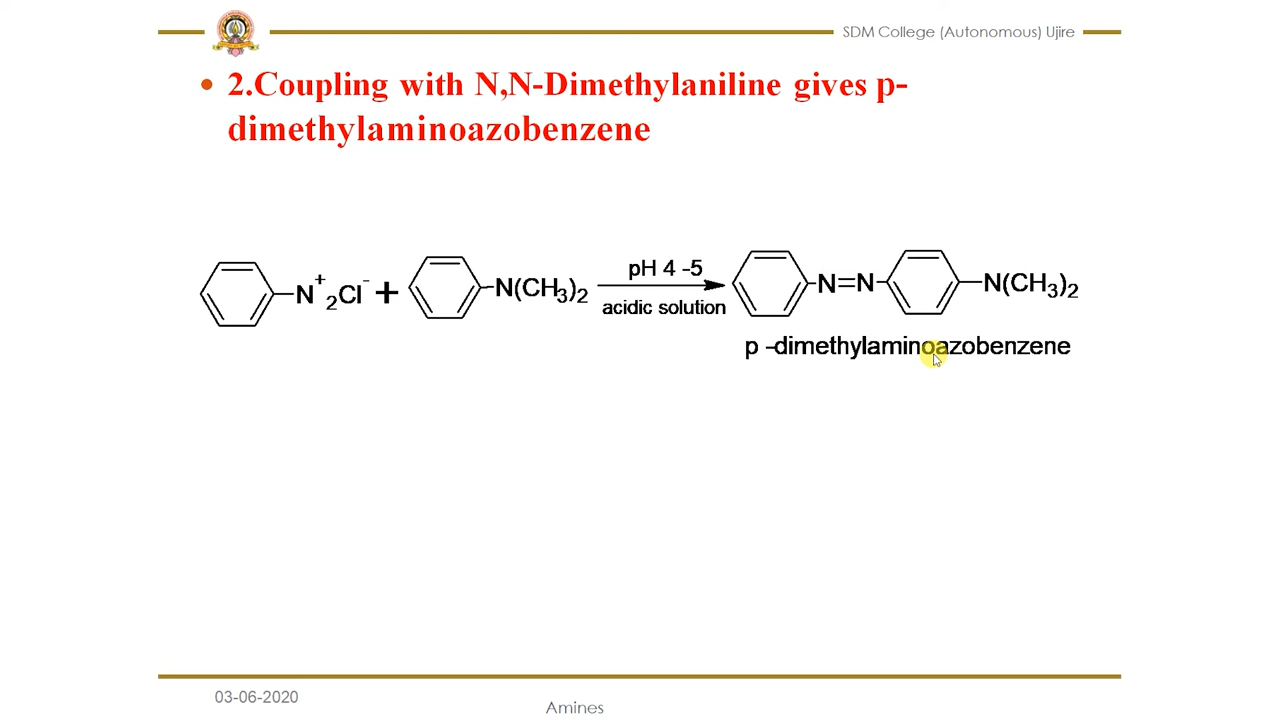 SDM College (Autonomous) Ujire
• 2.Coupling with N,N-Dimethylaniline gives p-
dimethylaminoazobenzene
N⁺₂Cl⁻ + N(CH₃)₂ pH 4 -5 N=N N(CH₃)₂
acidic solution
p -dimethylaminoazobenzene
03-06-2020
Amines